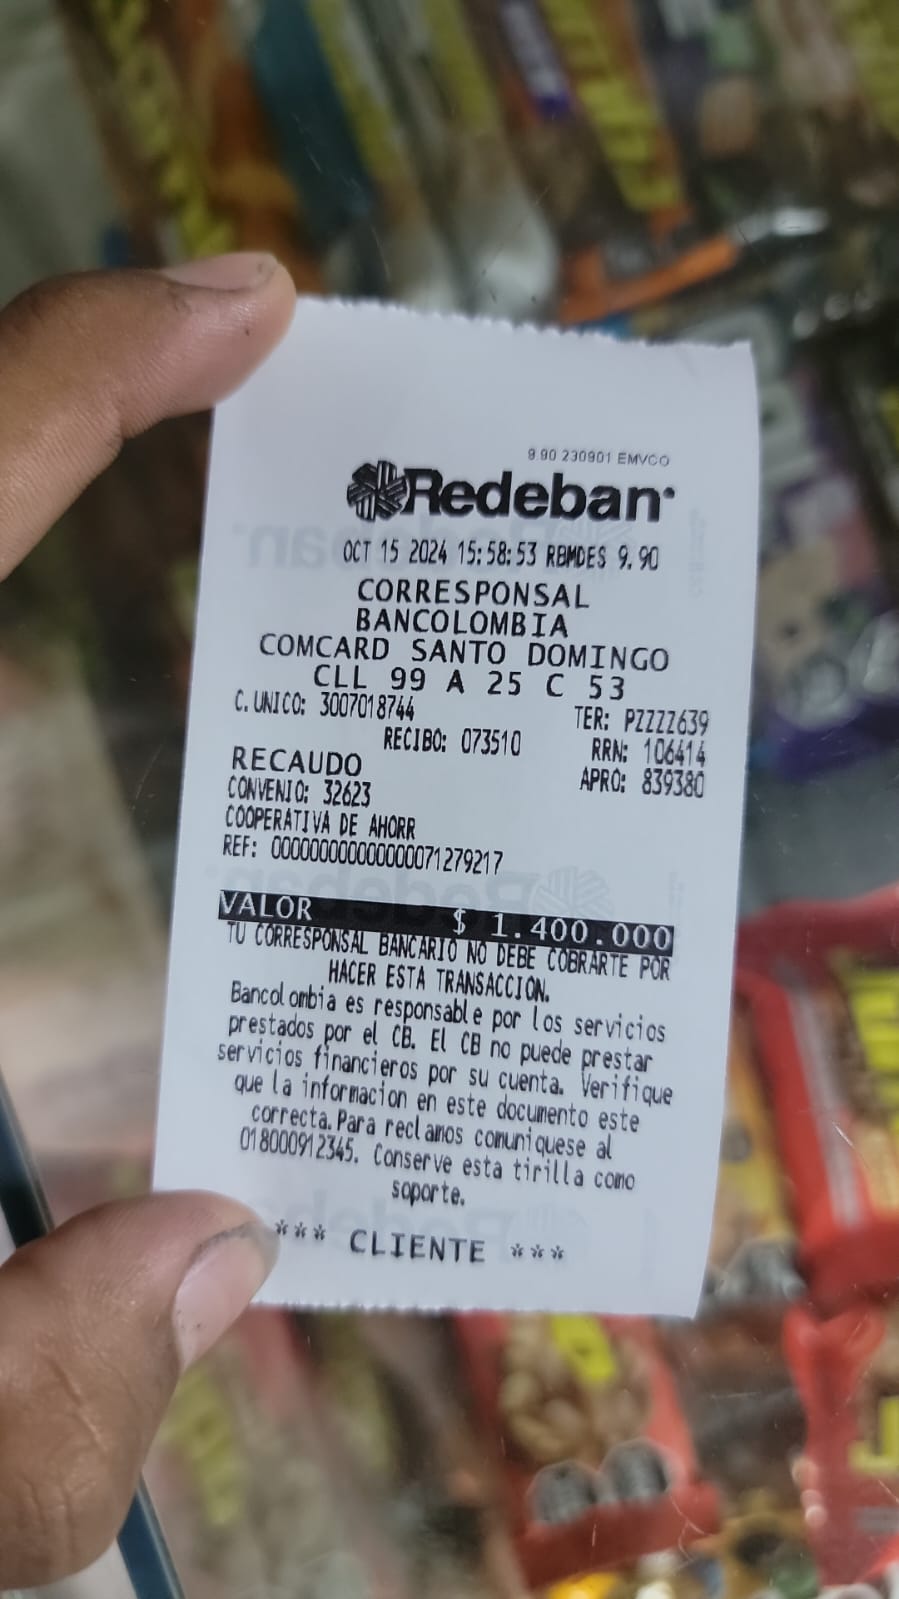 9.90 230901 EMVCO
Redeban
OCT 15 2024 15:58:53 RBMDES 9.90
CORRESPONSAL
BANCOLOMBIA
COMCARD SANTO DOMINGO
CLL 99 A 25 C 53
C. UNICO: 3007018744 TER: PZZZZ639
RECIBO: 073510 RRN: 106414
RECAUDO APRO: 839380
CONVENIO: 32623
COOPERATIVA DE AHORR
REF: 000000000000000071279217
VALOR $ 1.400.000
TU CORRESPONSAL BANCARIO NO DEBE COBRARTE POR
HACER ESTA TRANSACCION.
Bancolombia es responsable por los servicios
prestados por el CB. El CB no puede prestar
servicios financieros por su cuenta. Verifique
que la informacion en este documento este
correcta. Para reclamos comuniquese al
018000912345. Conserve esta tirilla como
soporte.
*** CLIENTE ***